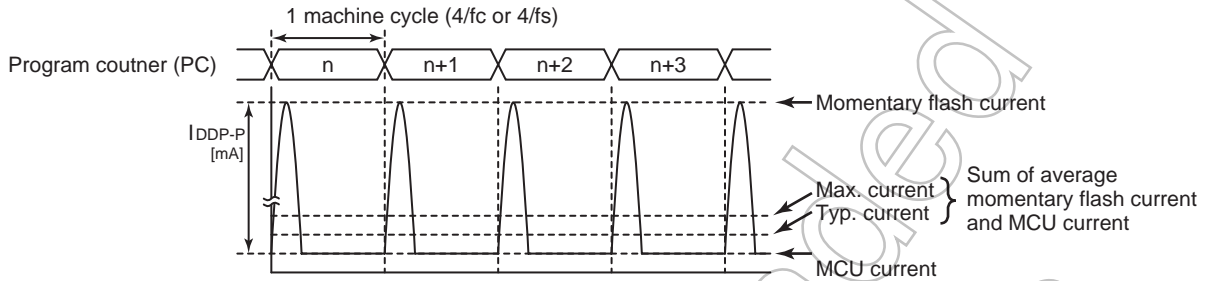 1 machine cycle (4/fc or 4/fs)
Program coutner (PC)
n
n+1
n+2
n+3
Momentary flash current
IDDP-P
[mA]
Max. current
Typ. current
Sum of average
momentary flash current
and MCU current
MCU current